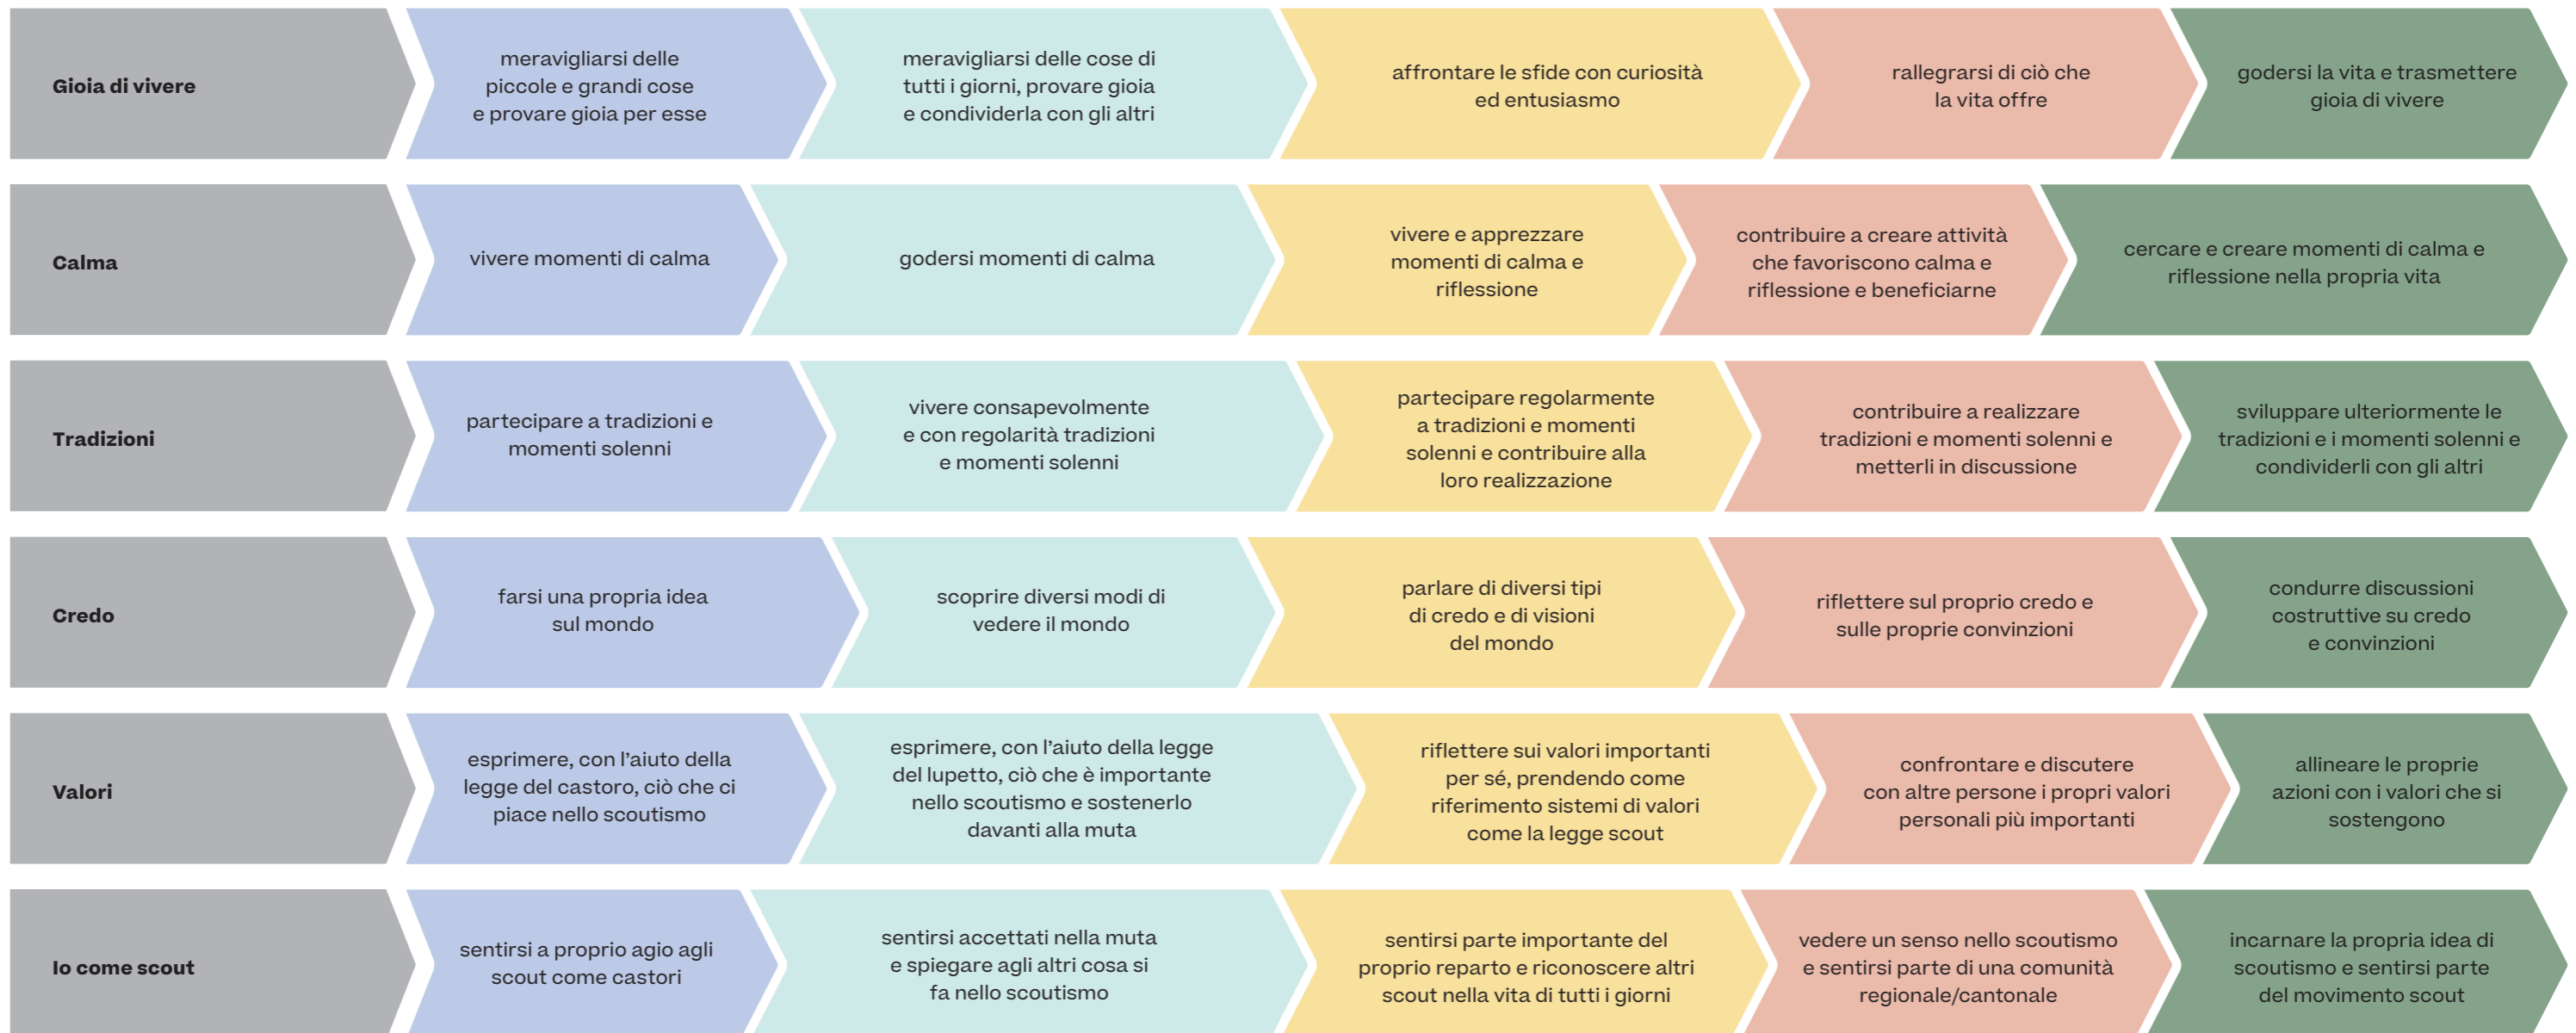 Gioia di vivere
meravigliarsi delle
piccole e grandi cose
e provare gioia per esse
meravigliarsi delle cose di
tutti i giorni, provare gioia
e condividerla con gli altri
affrontare le sfide con curiosità
ed entusiasmo
rallegrarsi di ciò che
la vita offre
godersi la vita e trasmettere
gioia di vivere
Calma
vivere momenti di calma
godersi momenti di calma
vivere e apprezzare
momenti di calma e
riflessione
contribuire a creare attività
che favoriscono calma e
riflessione e beneficiarne
cercare e creare momenti di calma e
riflessione nella propria vita
Tradizioni
partecipare a tradizioni e
momenti solenni
vivere consapevolmente
e con regolarità tradizioni
e momenti solenni
partecipare regolarmente
a tradizioni e momenti
solenni e contribuire alla
loro realizzazione
contribuire a realizzare
tradizioni e momenti solenni e
metterli in discussione
sviluppare ulteriormente le
tradizioni e i momenti solenni e
condividerli con gli altri
Credo
farsi una propria idea
sul mondo
scoprire diversi modi di
vedere il mondo
parlare di diversi tipi
di credo e di visioni
del mondo
riflettere sul proprio credo e
sulle proprie convinzioni
condurre discussioni
costruttive su credo
e convinzioni
Valori
esprimere, con l’aiuto della
legge del castoro, ciò che ci
piace nello scoutismo
esprimere, con l’aiuto della legge
del lupetto, ciò che è importante
nello scoutismo e sostenerlo
davanti alla muta
riflettere sui valori importanti
per sé, prendendo come
riferimento sistemi di valori
come la legge scout
confrontare e discutere
con altre persone i propri valori
personali più importanti
allineare le proprie
azioni con i valori che si
sostengono
Io come scout
sentirsi a proprio agio agli
scout come castori
sentirsi accettati nella muta
e spiegare agli altri cosa si
fa nello scoutismo
sentirsi parte importante del
proprio reparto e riconoscere altri
scout nella vita di tutti i giorni
vedere un senso nello scoutismo
e sentirsi parte di una comunità
regionale/cantonale
incarnare la propria idea di
scoutismo e sentirsi parte
del movimento scout